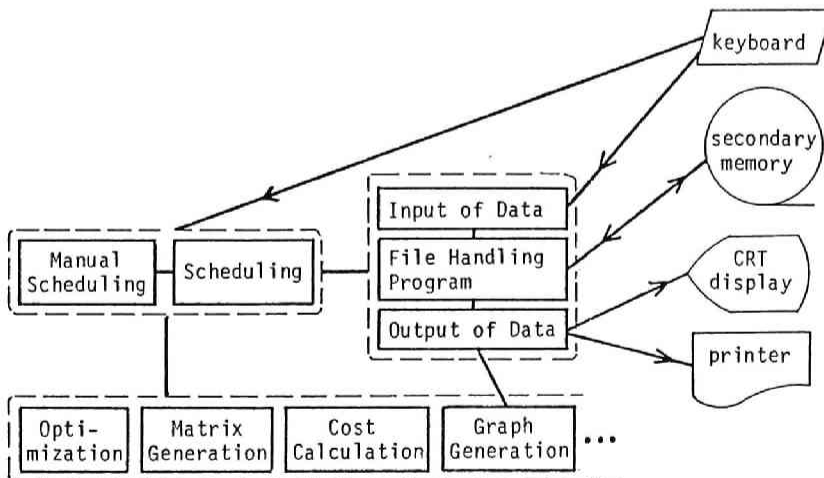 keyboard
secondary
memory
Input of Data
Manual
Scheduling
Scheduling
File Handling
Program
CRT
display
Output of Data
printer
Opti-
mization
Matrix
Generation
Cost
Calculation
Graph
Generation
...